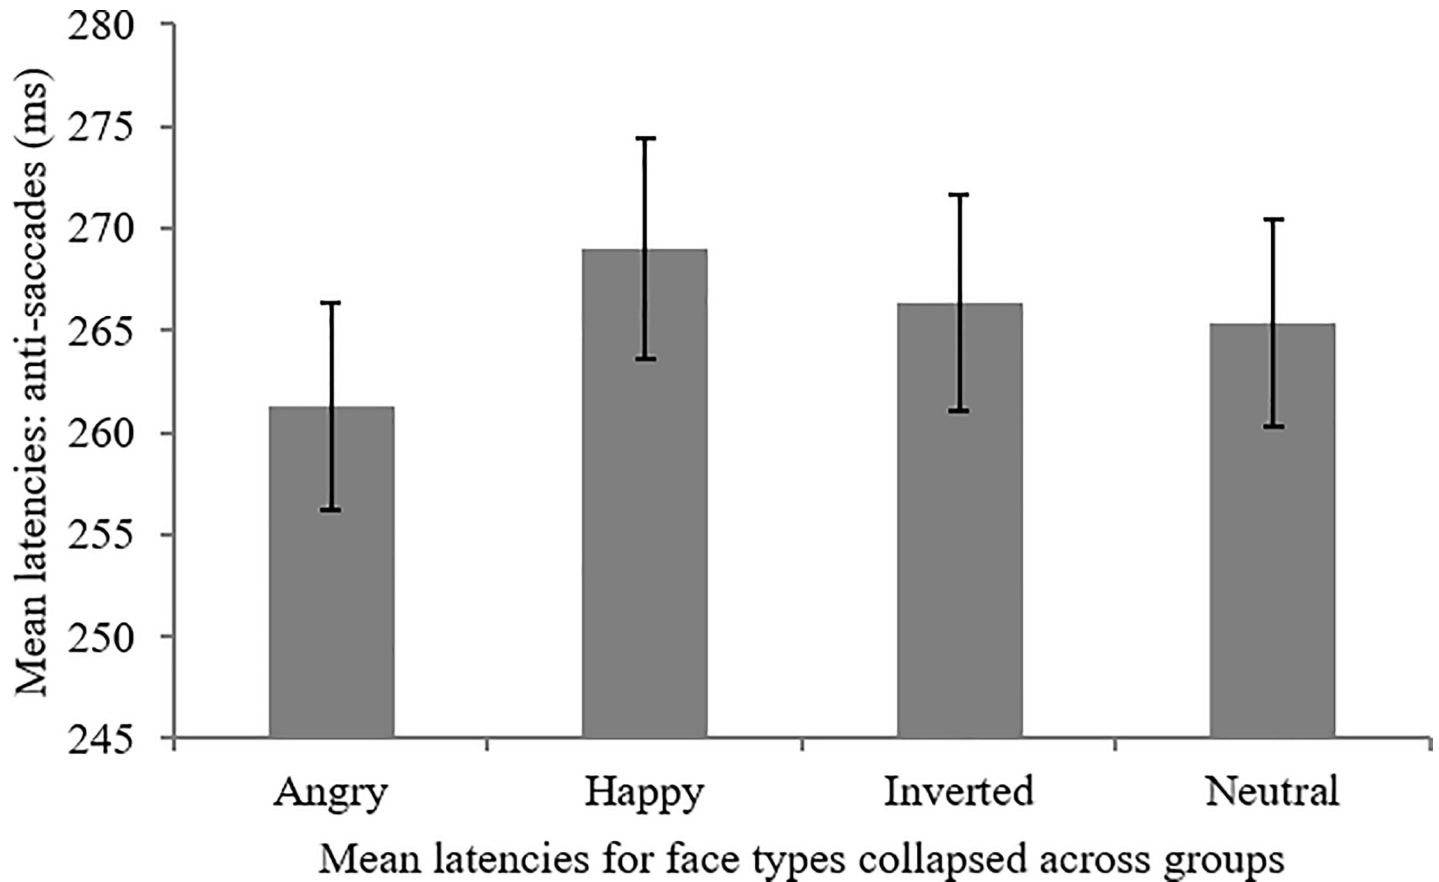 Mean latencies: anti-saccades (ms)
280
275
270
265
260
255
250
245
Angry Happy Inverted Neutral
Mean latencies for face types collapsed across groups